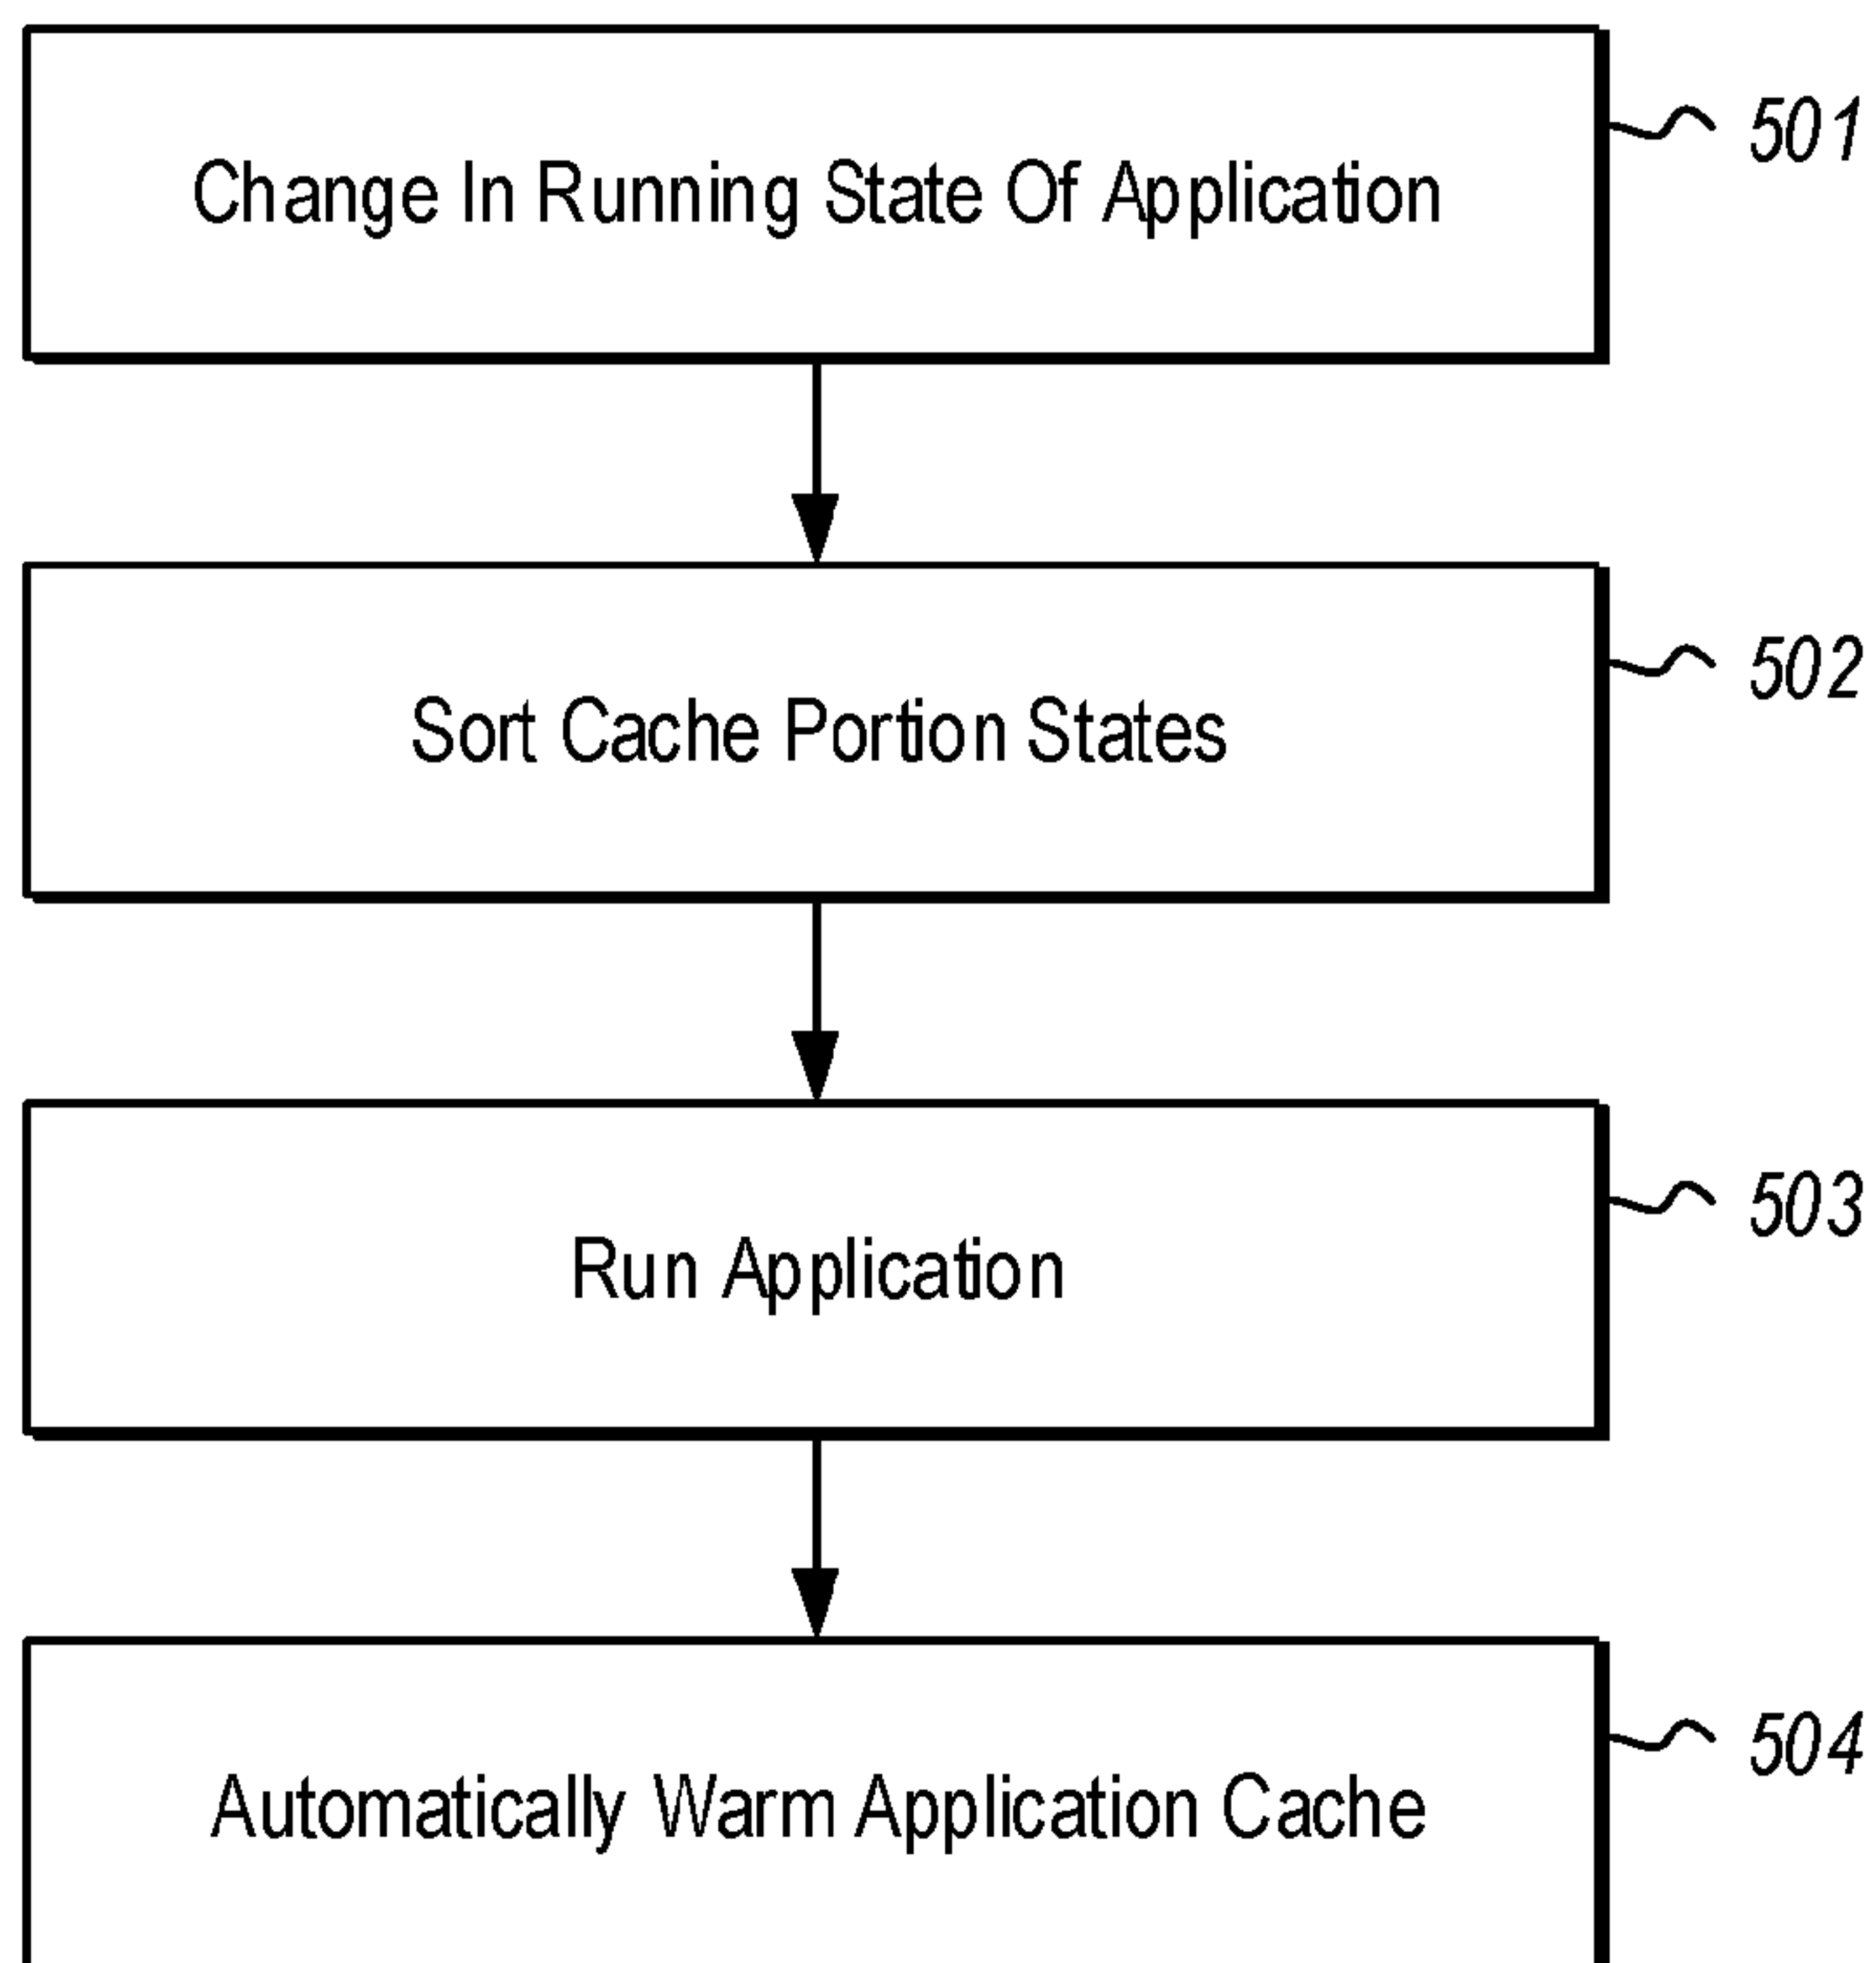 Change In Running State Of Application
501
Sort Cache Portion States
502
Run Application
503
Automatically Warm Application Cache
504